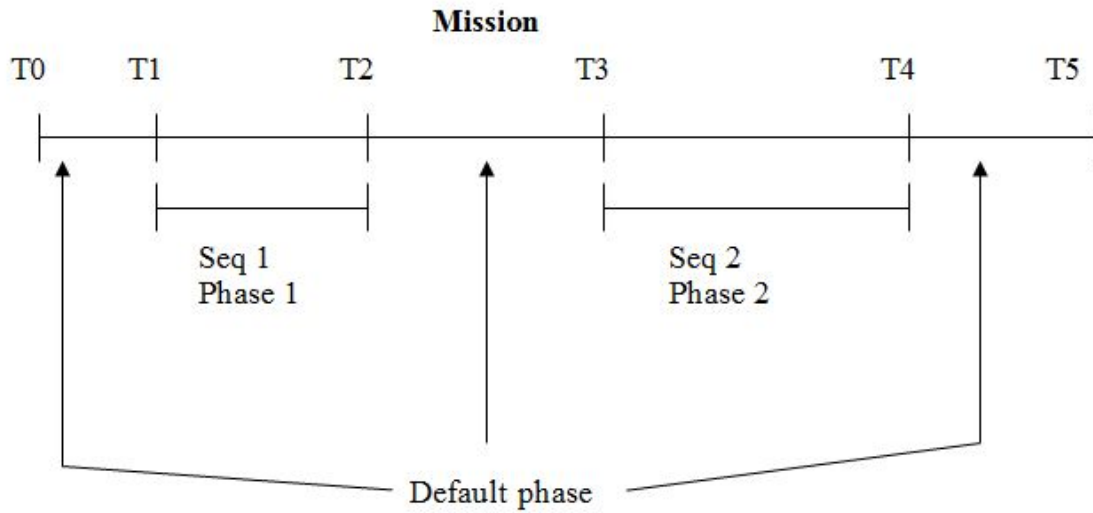 Mission
T0 T1 T2 T3 T4 T5
Seq 1
Phase 1
Seq 2
Phase 2
Default phase